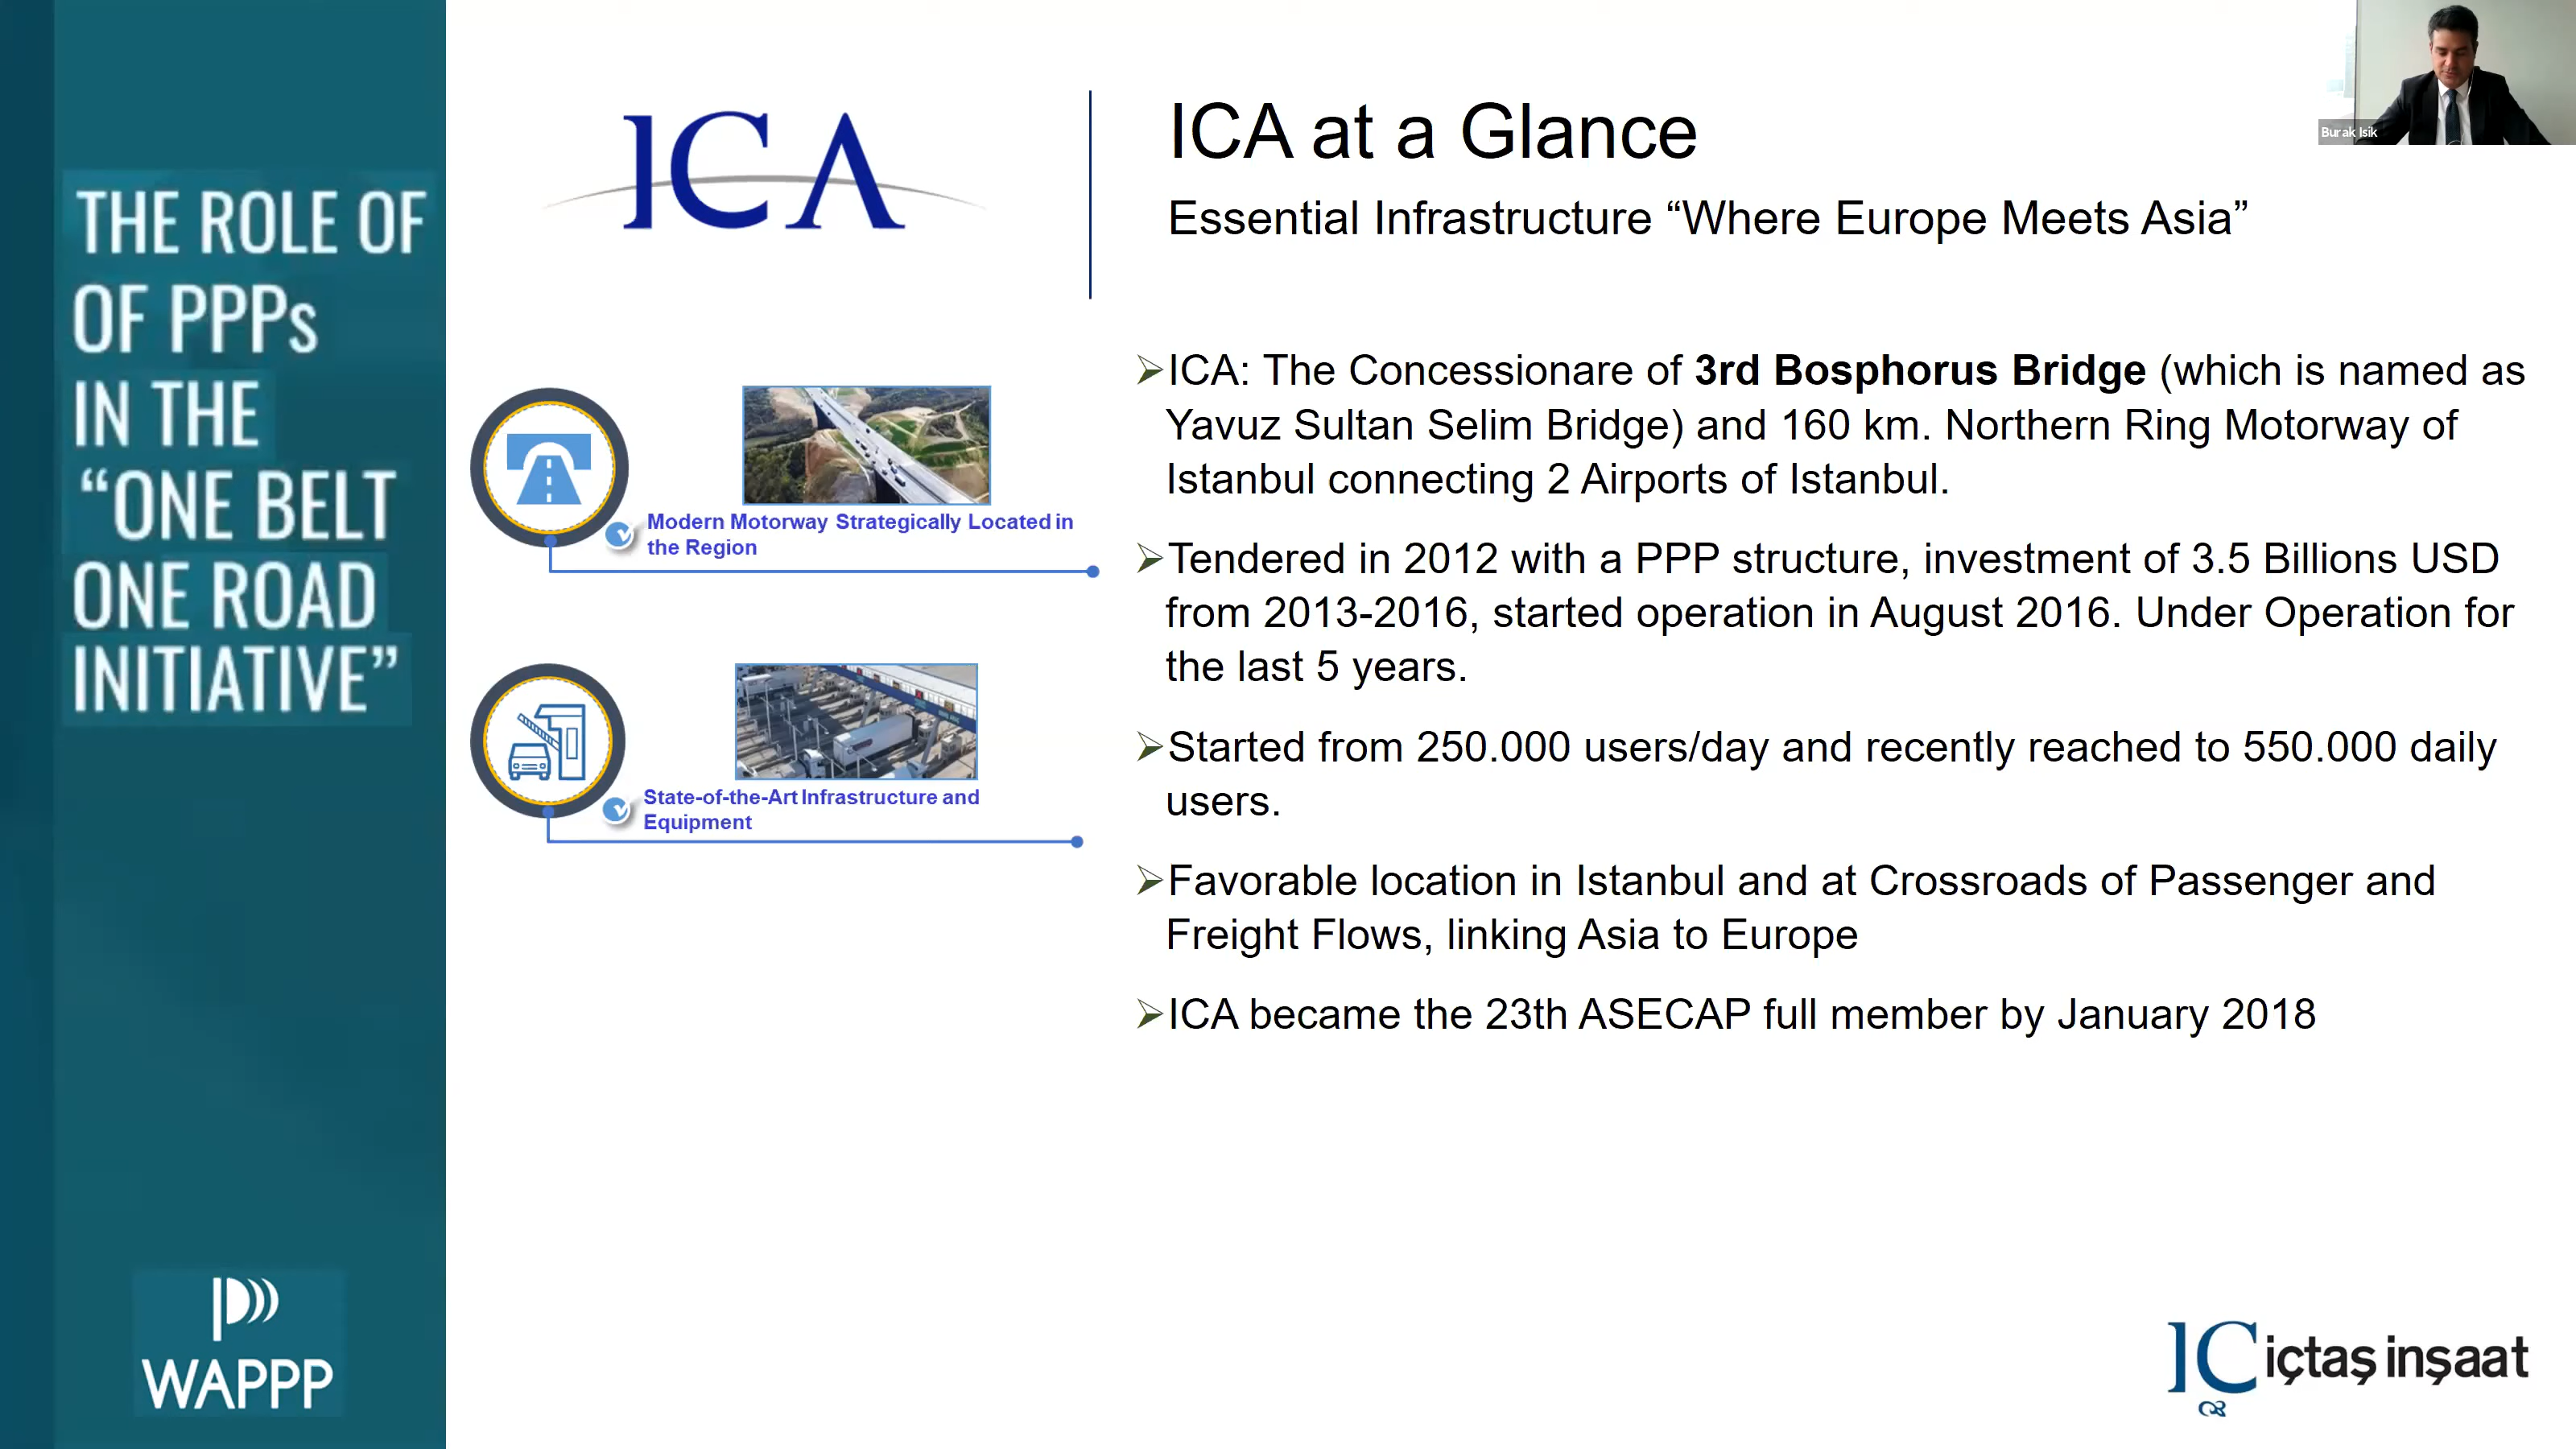 THE ROLE OF
OF PPPs
IN THE
“ONE BELT
ONE ROAD
INITIATIVE”
WAPPP
ICA
Modern Motorway Strategically Located in
the Region
State-of-the-Art Infrastructure and
Equipment
ICA at a Glance
Essential Infrastructure “Where Europe Meets Asia”
Burak Isik
➢ICA: The Concessionare of 3rd Bosphorus Bridge (which is named as
Yavuz Sultan Selim Bridge) and 160 km. Northern Ring Motorway of
Istanbul connecting 2 Airports of Istanbul.
➢Tendered in 2012 with a PPP structure, investment of 3.5 Billions USD
from 2013-2016, started operation in August 2016. Under Operation for
the last 5 years.
➢Started from 250.000 users/day and recently reached to 550.000 daily
users.
➢Favorable location in Istanbul and at Crossroads of Passenger and
Freight Flows, linking Asia to Europe
➢ICA became the 23th ASECAP full member by January 2018
IC içtaş inşaat